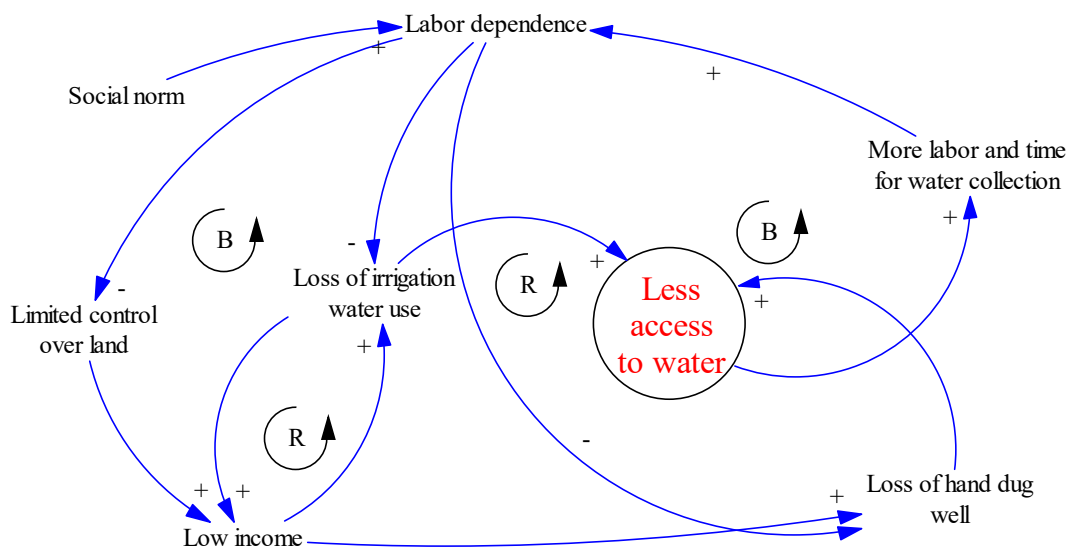 Labor dependence
+
+
Social norm
More labor and time
for water collection
+
B
B
-
Loss of irrigation
water use
+
R
-
Less
access
to water
+
Limited control
over land
+
R
-
+
+
Loss of hand dug
well
+
Low income